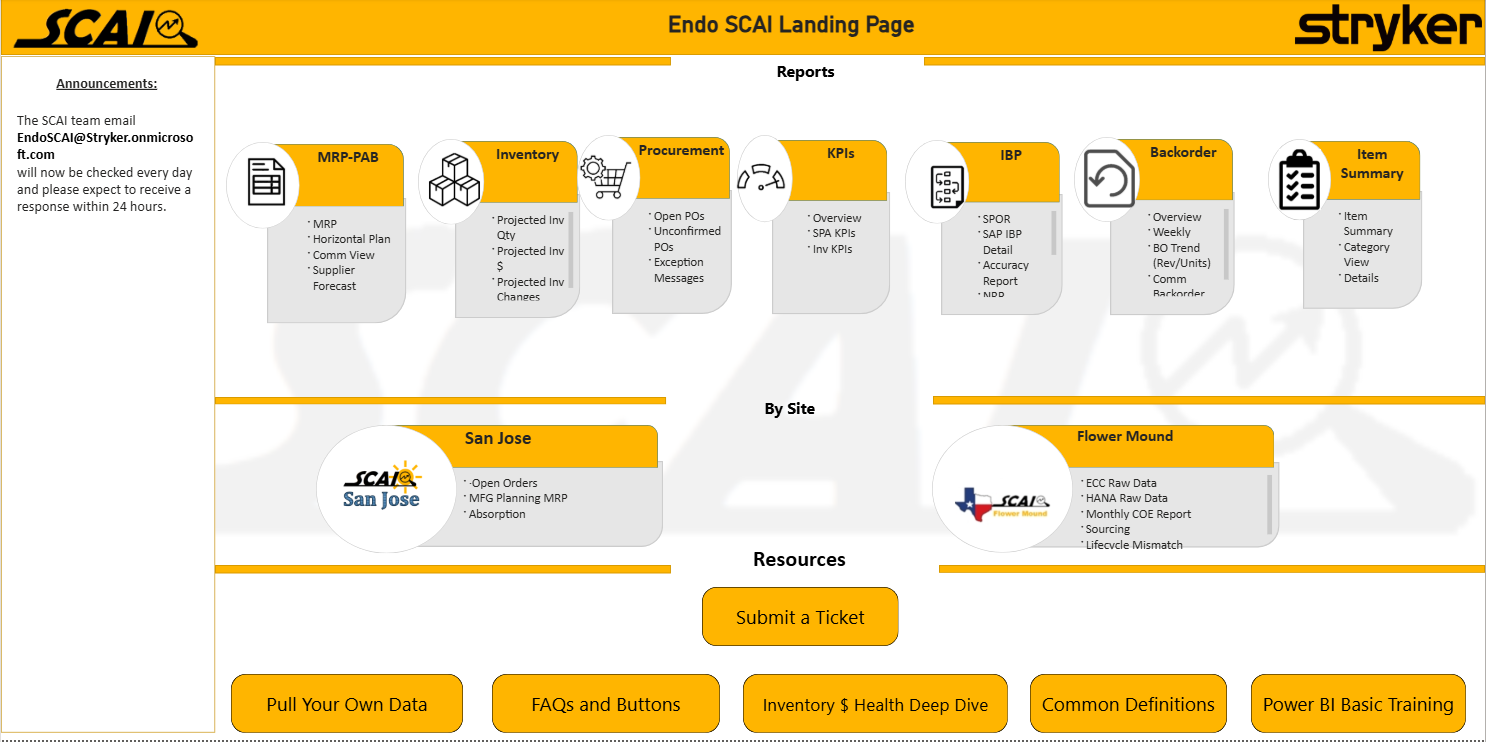 SCAI
Endo SCAI Landing Page
stryker
Announcements:
The SCAI team email
EndoSCAI@Stryker.onmicroso
ft.com
will now be checked every day
and please expect to receive a
response within 24 hours.
Reports
MRP-PAB
· MRP
· Horizontal Plan
· Comm View
· Supplier
Forecast
Inventory
· Projected Inv
Qty
· Projected Inv
$
· Projected Inv
Changes
Procurement
· Open POs
· Unconfirmed
POs
· Exception
Messages
KPIs
· Overview
· SPA KPIs
· Inv KPIs
IBP
· SPOR
· SAP IBP
Detail
· Accuracy
Report
· NRP
Backorder
· Overview
· Weekly
· BO Trend
(Rev/Units)
· Comm
Backorder
Item
Summary
· Item
Summary
· Category
View
· Details
By Site
SCAI
San Jose
San Jose
· ·Open Orders
· MFG Planning MRP
· Absorption
SCAI
Flower Mound
Flower Mound
· ECC Raw Data
· HANA Raw Data
· Monthly COE Report
· Sourcing
· Lifecycle Mismatch
SCAI
Resources
Submit a Ticket
Pull Your Own Data
FAQs and Buttons
Inventory $ Health Deep Dive
Common Definitions
Power BI Basic Training